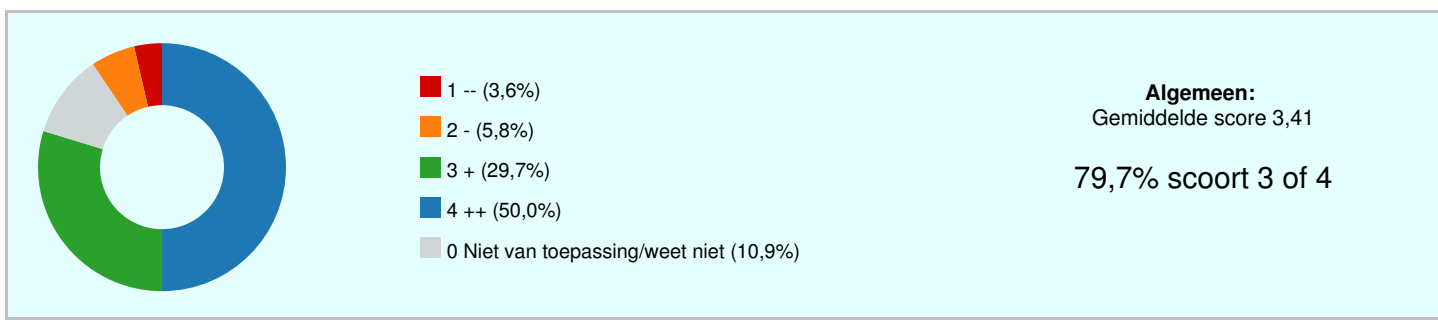 1 -- (3,6%)
2 - (5,8%)
3 + (29,7%)
4 ++ (50,0%)
0 Niet van toepassing/weet niet (10,9%)
Algemeen:
Gemiddelde score 3,41
79,7% scoort 3 of 4